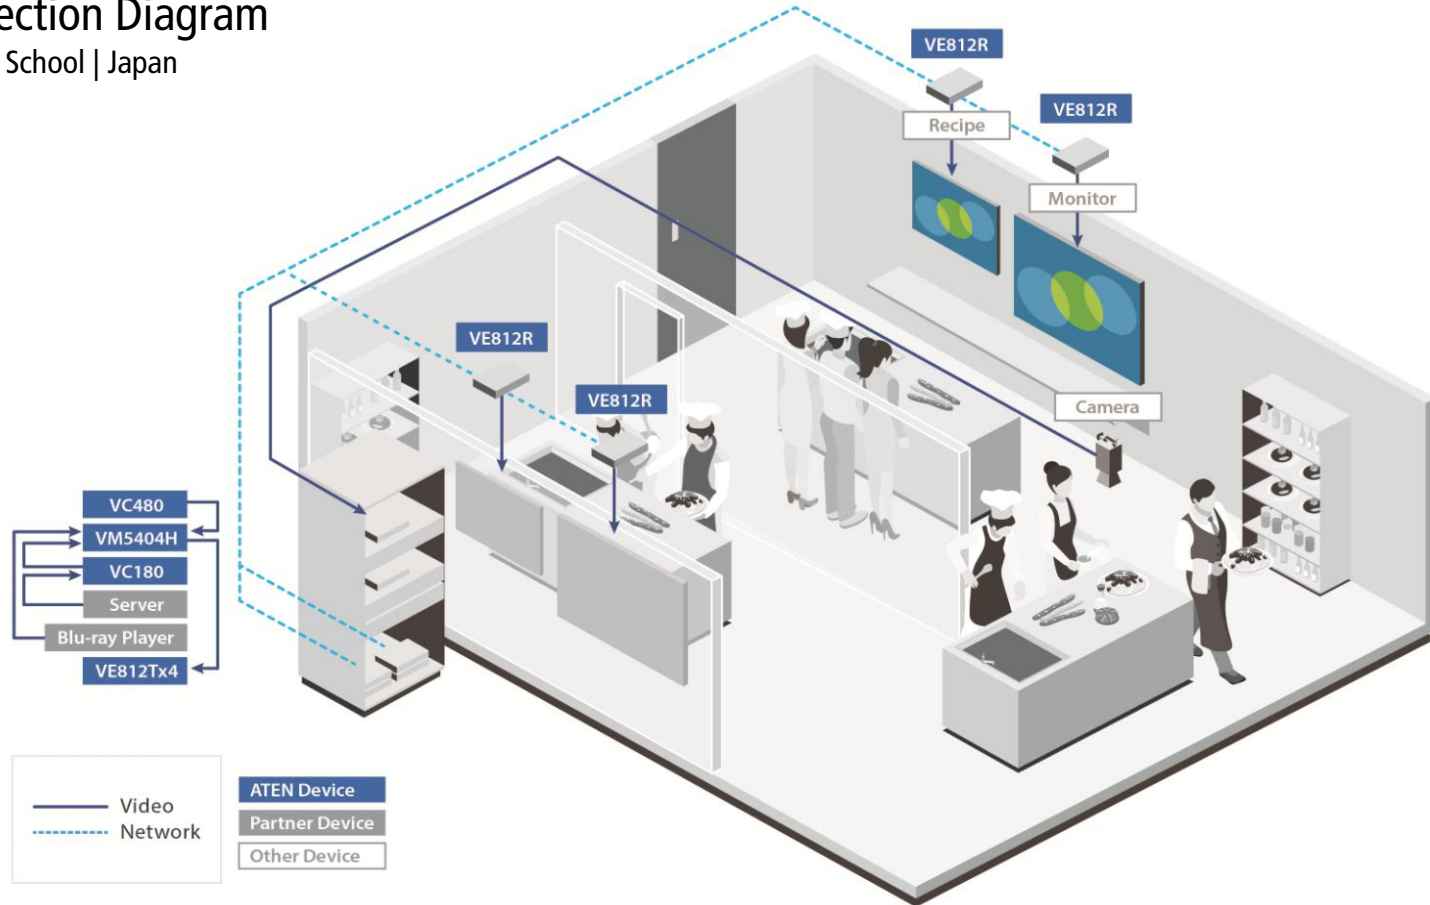 ection Diagram
School | Japan
VE812R
VE812R
Recipe
Monitor
VE812R
VE812R
Camera
VC480
VM5404H
VC180
Server
Blu-ray Player
VE812Tx4
Video
Network
ATEN Device
Partner Device
Other Device